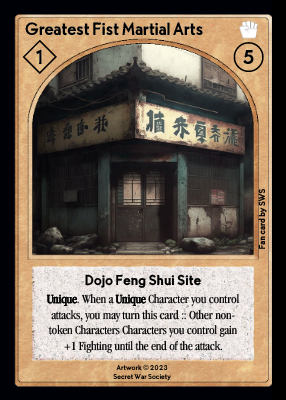 Greatest Fist Martial Arts
1
5
Fan card by SWS
Dojo Feng Shui Site
Unique. When a Unique Character you control
attacks, you may turn this card :: Other non-
token Characters Characters you control gain
+1 Fighting until the end of the attack.
Artwork © 2023
Secret War Society